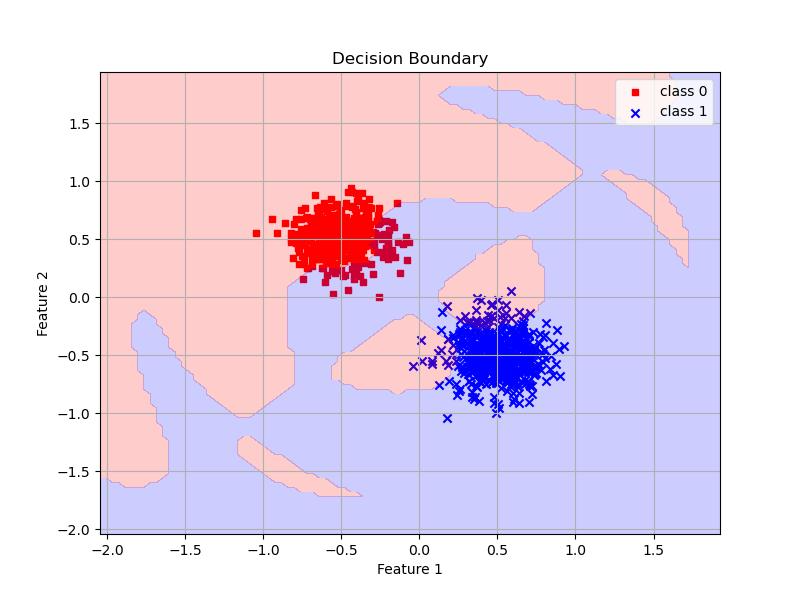 Decision Boundary
class 0
class 1
1.5
1.0
0.5
0.0
−0.5
−1.0
−1.5
−2.0
Feature 2
−2.0 −1.5 −1.0 −0.5 0.0 0.5 1.0 1.5
Feature 1